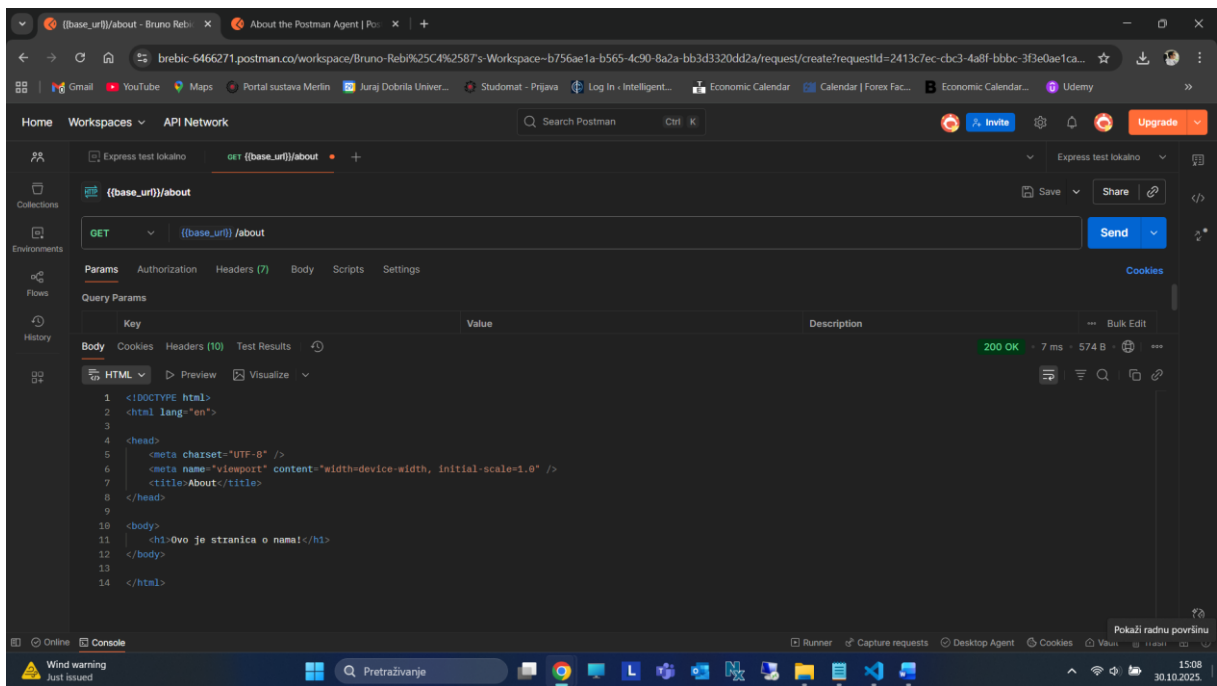 {{base_url}}/about - Bruno Rebi
About the Postman Agent | Pos
brebic-6466271.postman.co/workspace/Bruno-Rebi%25C4%2587's-Workspace~b756ae1a-b565-4c90-8a2a-bb3d3320dd2a/request/create?requestId=2413c7ec-cbc3-4a8f-bbbc-3f3e0ae1ca...
Gmail YouTube Maps Portal sustava Merlin Juraj Dobrila Univer... Studomat - Prijava Log In ‹ Intelligent... Economic Calendar Calendar | Forex Fac... Economic Calendar... Udemy
Home Workspaces API Network Search Postman Ctrl K Invite Upgrade
Express test lokalno GET {{base_url}}/about Express test lokalno
HTTP {{base_url}}/about Save Share
Collections
GET {{base_url}} /about Send
Environments
Params Authorization Headers (7) Body Scripts Settings Cookies
Flows
Query Params
Key Value Description Bulk Edit
History
Body Cookies Headers (10) Test Results 200 OK 7 ms 574 B
HTML Preview Visualize
1 <!DOCTYPE html>
2 <html lang="en">
3
4 <head>
5 <meta charset="UTF-8" />
6 <meta name="viewport" content="width=device-width, initial-scale=1.0" />
7 <title>About</title>
8 </head>
9
10 <body>
11 <h1>Ovo je stranica o nama!</h1>
12 </body>
13
14 </html>
Pokaži radnu površinu
Online Console Runner Capture requests Desktop Agent Cookies Vault Trash
Wind warning
Just issued
Pretraživanje
15:08
30.10.2025.